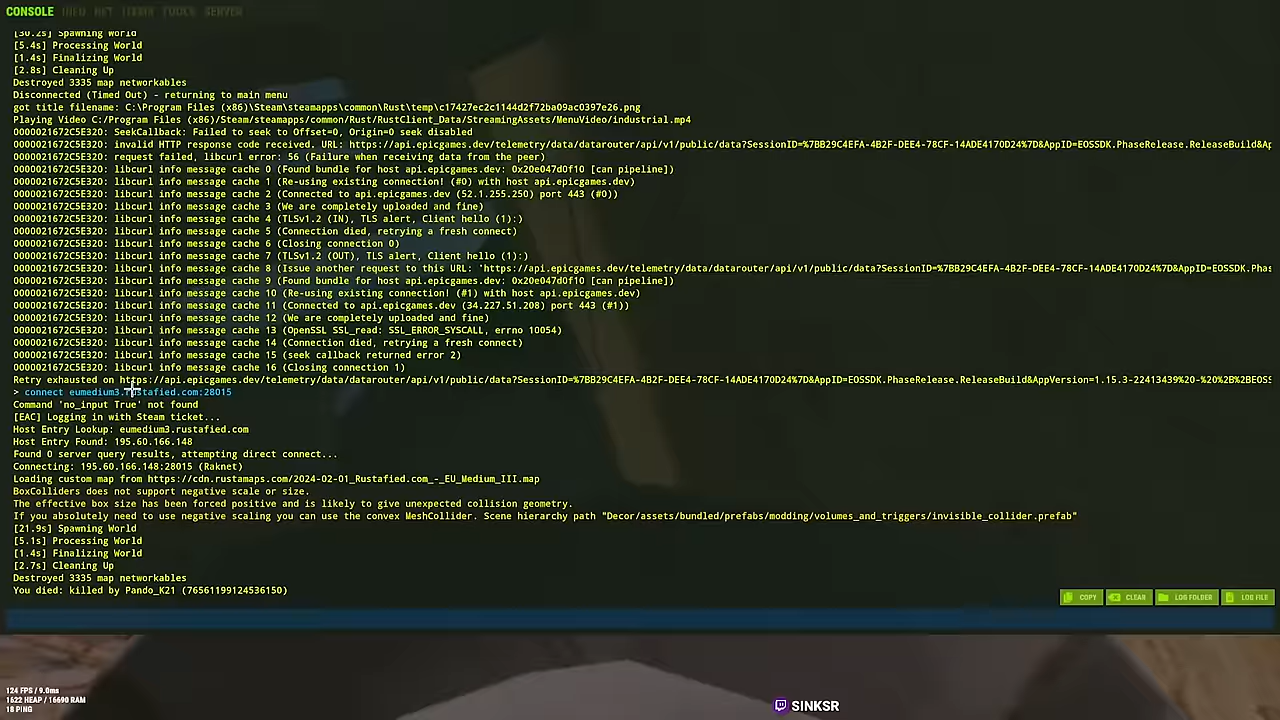 CONSOLE INFO NET ITEMS TOOLS SERVER
[30.2s] Spawning World
[5.4s] Processing World
[1.4s] Finalizing World
[2.8s] Cleaning Up
Destroyed 3335 map networkables
Disconnected (Timed Out) - returning to main menu
got title filename: C:\Program Files (x86)\Steam\steamapps\common\Rust\temp\c17427ec2c1144d2f72ba09ac0397e26.png
Playing Video C:/Program Files (x86)/Steam/steamapps/common/Rust/RustClient_Data/StreamingAssets/MenuVideo/industrial.mp4
0000021672C5E320: SeekCallback: Failed to seek to Offset=0, Origin=0 seek disabled
0000021672C5E320: invalid HTTP response code received. URL: https://api.epicgames.dev/telemetry/data/datarouter/api/v1/public/data?SessionID=%7BB29C4EFA-4B2F-DEE4-78CF-14ADE4170D24%7D&AppID=EOSSDK.PhaseRelease.ReleaseBuild&Ap
0000021672C5E320: request failed, libcurl error: 56 (Failure when receiving data from the peer)
0000021672C5E320: libcurl info message cache 0 (Found bundle for host api.epicgames.dev: 0x20e047d0f10 [can pipeline])
0000021672C5E320: libcurl info message cache 1 (Re-using existing connection! (#0) with host api.epicgames.dev)
0000021672C5E320: libcurl info message cache 2 (Connected to api.epicgames.dev (52.1.255.250) port 443 (#0))
0000021672C5E320: libcurl info message cache 3 (We are completely uploaded and fine)
0000021672C5E320: libcurl info message cache 4 (TLSv1.2 (IN), TLS alert, Client hello (1):)
0000021672C5E320: libcurl info message cache 5 (Connection died, retrying a fresh connect)
0000021672C5E320: libcurl info message cache 6 (Closing connection 0)
0000021672C5E320: libcurl info message cache 7 (TLSv1.2 (OUT), TLS alert, Client hello (1):)
0000021672C5E320: libcurl info message cache 8 (Issue another request to this URL: 'https://api.epicgames.dev/telemetry/data/datarouter/api/v1/public/data?SessionID=%7BB29C4EFA-4B2F-DEE4-78CF-14ADE4170D24%7D&AppID=EOSSDK.Phas
0000021672C5E320: libcurl info message cache 9 (Found bundle for host api.epicgames.dev: 0x20e047d0f10 [can pipeline])
0000021672C5E320: libcurl info message cache 10 (Re-using existing connection! (#1) with host api.epicgames.dev)
0000021672C5E320: libcurl info message cache 11 (Connected to api.epicgames.dev (34.227.51.208) port 443 (#1))
0000021672C5E320: libcurl info message cache 12 (We are completely uploaded and fine)
0000021672C5E320: libcurl info message cache 13 (OpenSSL SSL_read: SSL_ERROR_SYSCALL, errno 10054)
0000021672C5E320: libcurl info message cache 14 (Connection died, retrying a fresh connect)
0000021672C5E320: libcurl info message cache 15 (seek callback returned error 2)
0000021672C5E320: libcurl info message cache 16 (Closing connection 1)
Retry exhausted on https://api.epicgames.dev/telemetry/data/datarouter/api/v1/public/data?SessionID=%7BB29C4EFA-4B2F-DEE4-78CF-14ADE4170D24%7D&AppID=EOSSDK.PhaseRelease.ReleaseBuild&AppVersion=1.15.3-22413439%20-%20%2B%2BEOSS
> connect eumedium3.rustafied.com:28015
Command 'no_input True' not found
[EAC] Logging in with Steam ticket...
Host Entry Lookup: eumedium3.rustafied.com
Host Entry Found: 195.60.166.148
Found 0 server query results, attempting direct connect...
Connecting: 195.60.166.148:28015 (Raknet)
Loading custom map from https://cdn.rustamaps.com/2024-02-01_Rustafied.com_-_EU_Medium_III.map
BoxColliders does not support negative scale or size.
The effective box size has been forced positive and is likely to give unexpected collision geometry.
If you absolutely need to use negative scaling you can use the convex MeshCollider. Scene hierarchy path "Decor/assets/bundled/prefabs/modding/volumes_and_triggers/invisible_collider.prefab"
[21.9s] Spawning World
[5.1s] Processing World
[1.4s] Finalizing World
[2.7s] Cleaning Up
Destroyed 3335 map networkables
You died: killed by Pando_K21 (76561199124536150)
COPY CLEAR LOG FOLDER LOG FILE
124 FPS / 9.0ms
1622 HEAP / 16690 RAM
18 PING
SINKSR